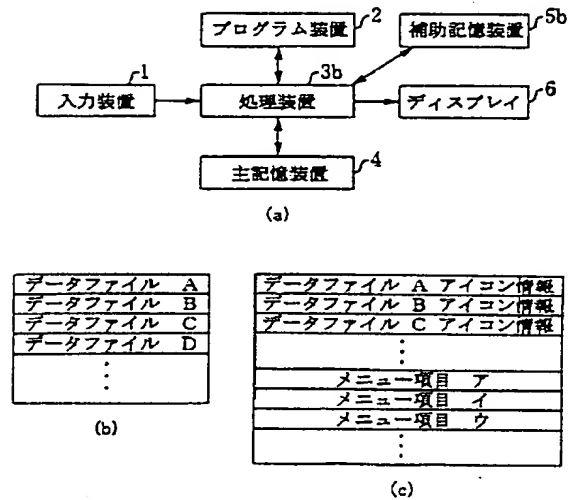 プログラム装置 2
補助記憶装置 5b
入力装置 1
処理装置 3b
ディスプレイ 6
主記憶装置 4
(a)
データファイル A
データファイル B
データファイル C
データファイル D
⋮
(b)
データファイル A アイコン情報
データファイル B アイコン情報
データファイル C アイコン情報
⋮
メニュー項目 ア
メニュー項目 イ
メニュー項目 ウ
⋮
(c)